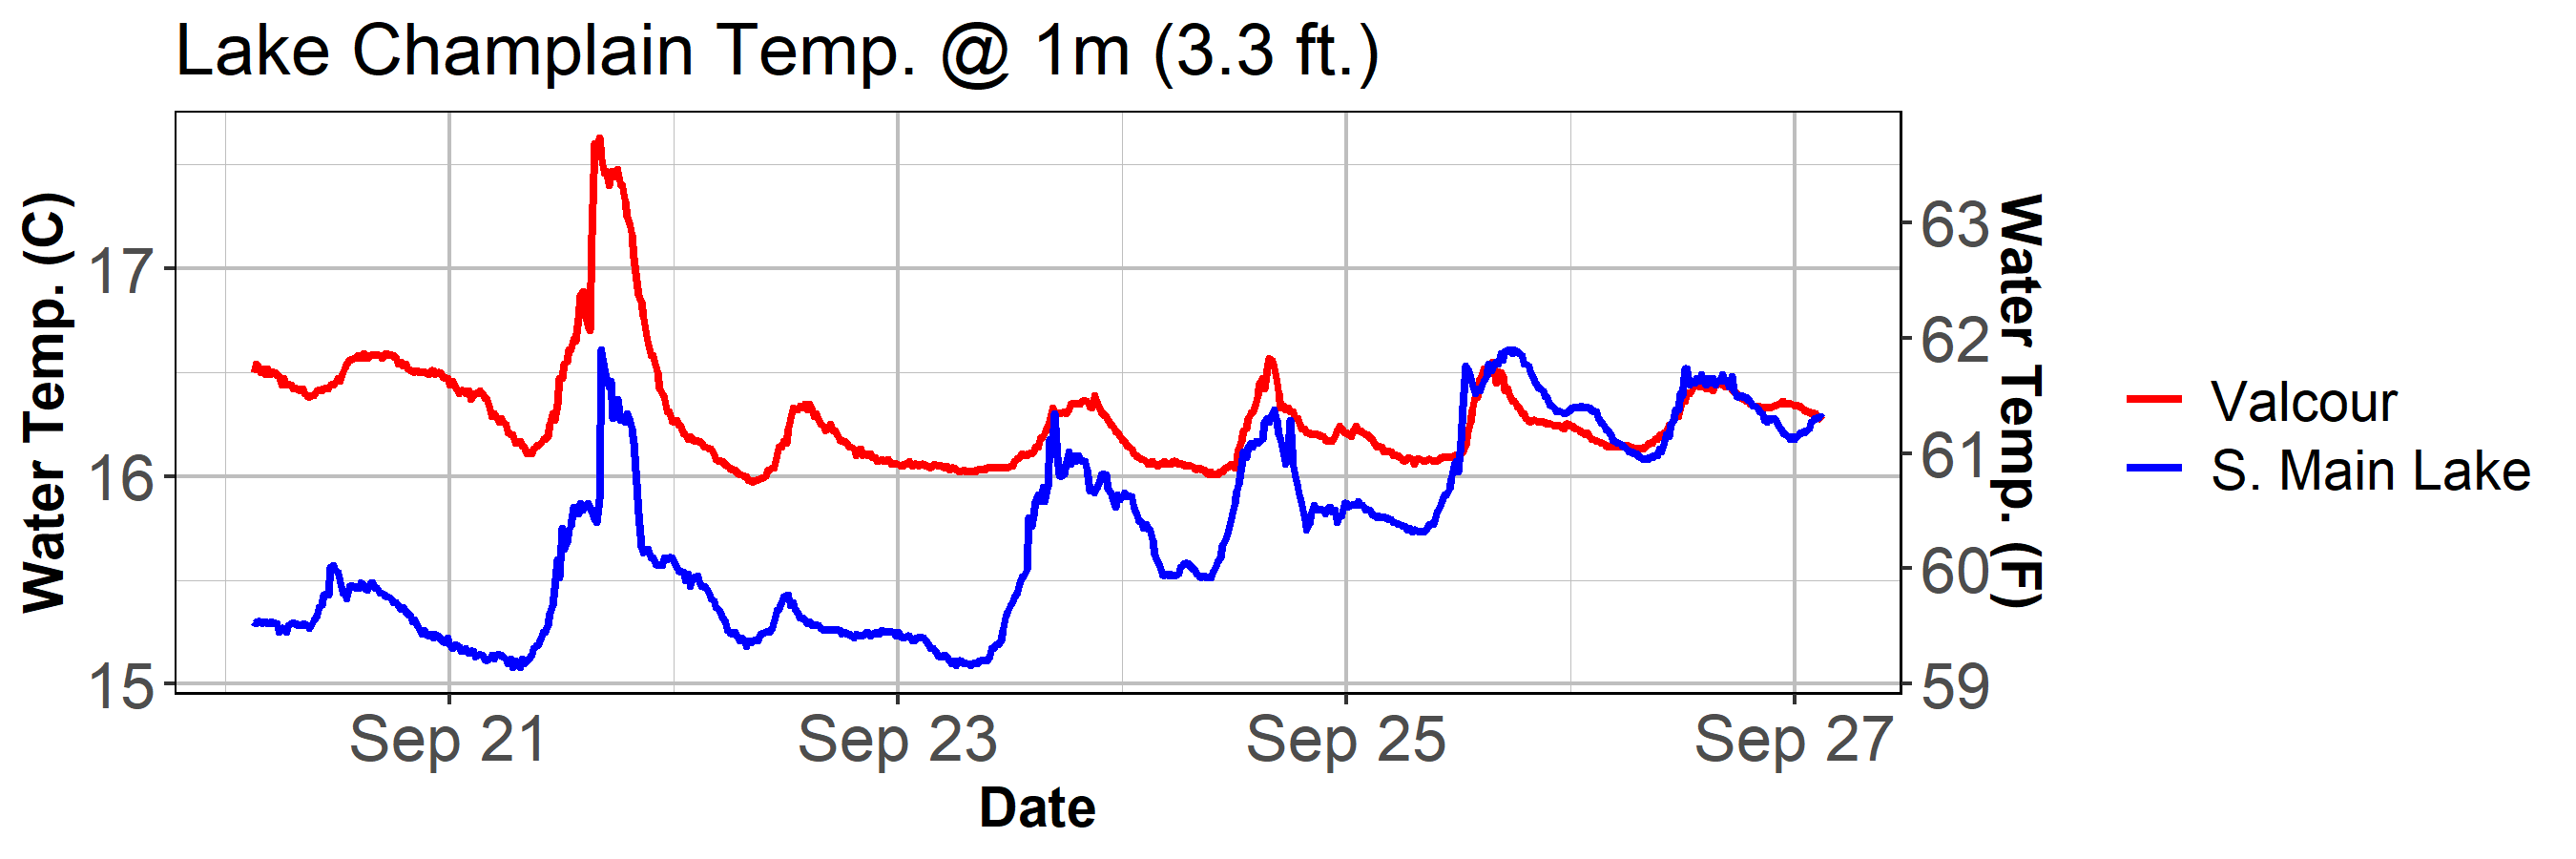 Lake Champlain Temp. @ 1m (3.3 ft.)
Water Temp. (C)
17
16
15
63
62
61
60
59
Water Temp. (F)
Sep 21
Sep 23
Sep 25
Sep 27
Date
Valcour
S. Main Lake